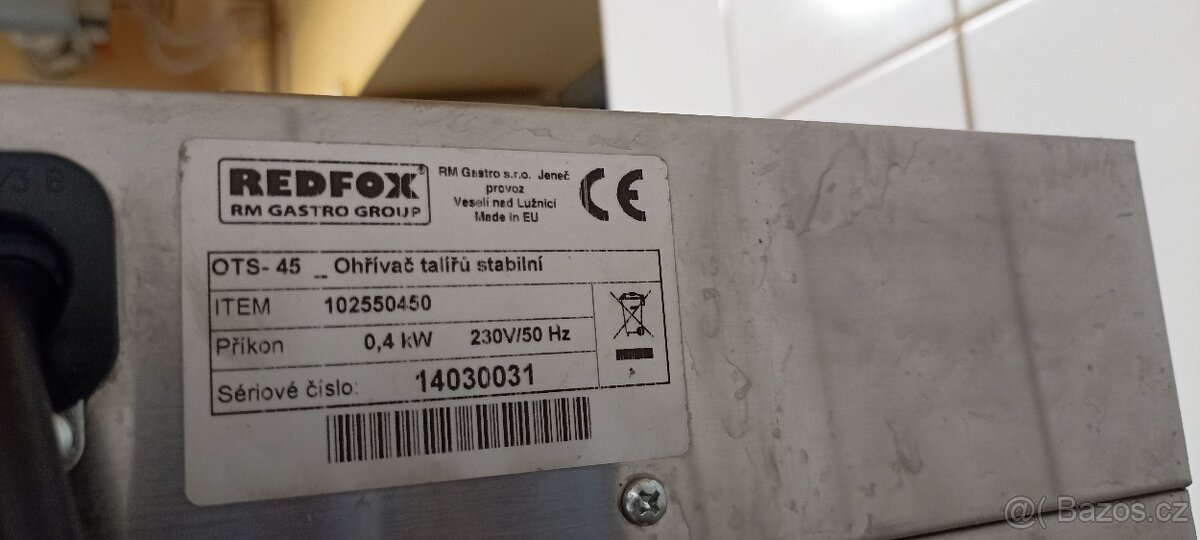 REDFOX®
RM GASTRO GROUP
RM Gastro s.r.o. Jeneč
provoz
Veselí nad Lužnicí
Made in EU
CE
OTS- 45 _ Ohřívač talířů stabilní
ITEM 102550450
Příkon 0,4 kW 230V/50 Hz
Sériové číslo: 14030031
@( Bazos.cz